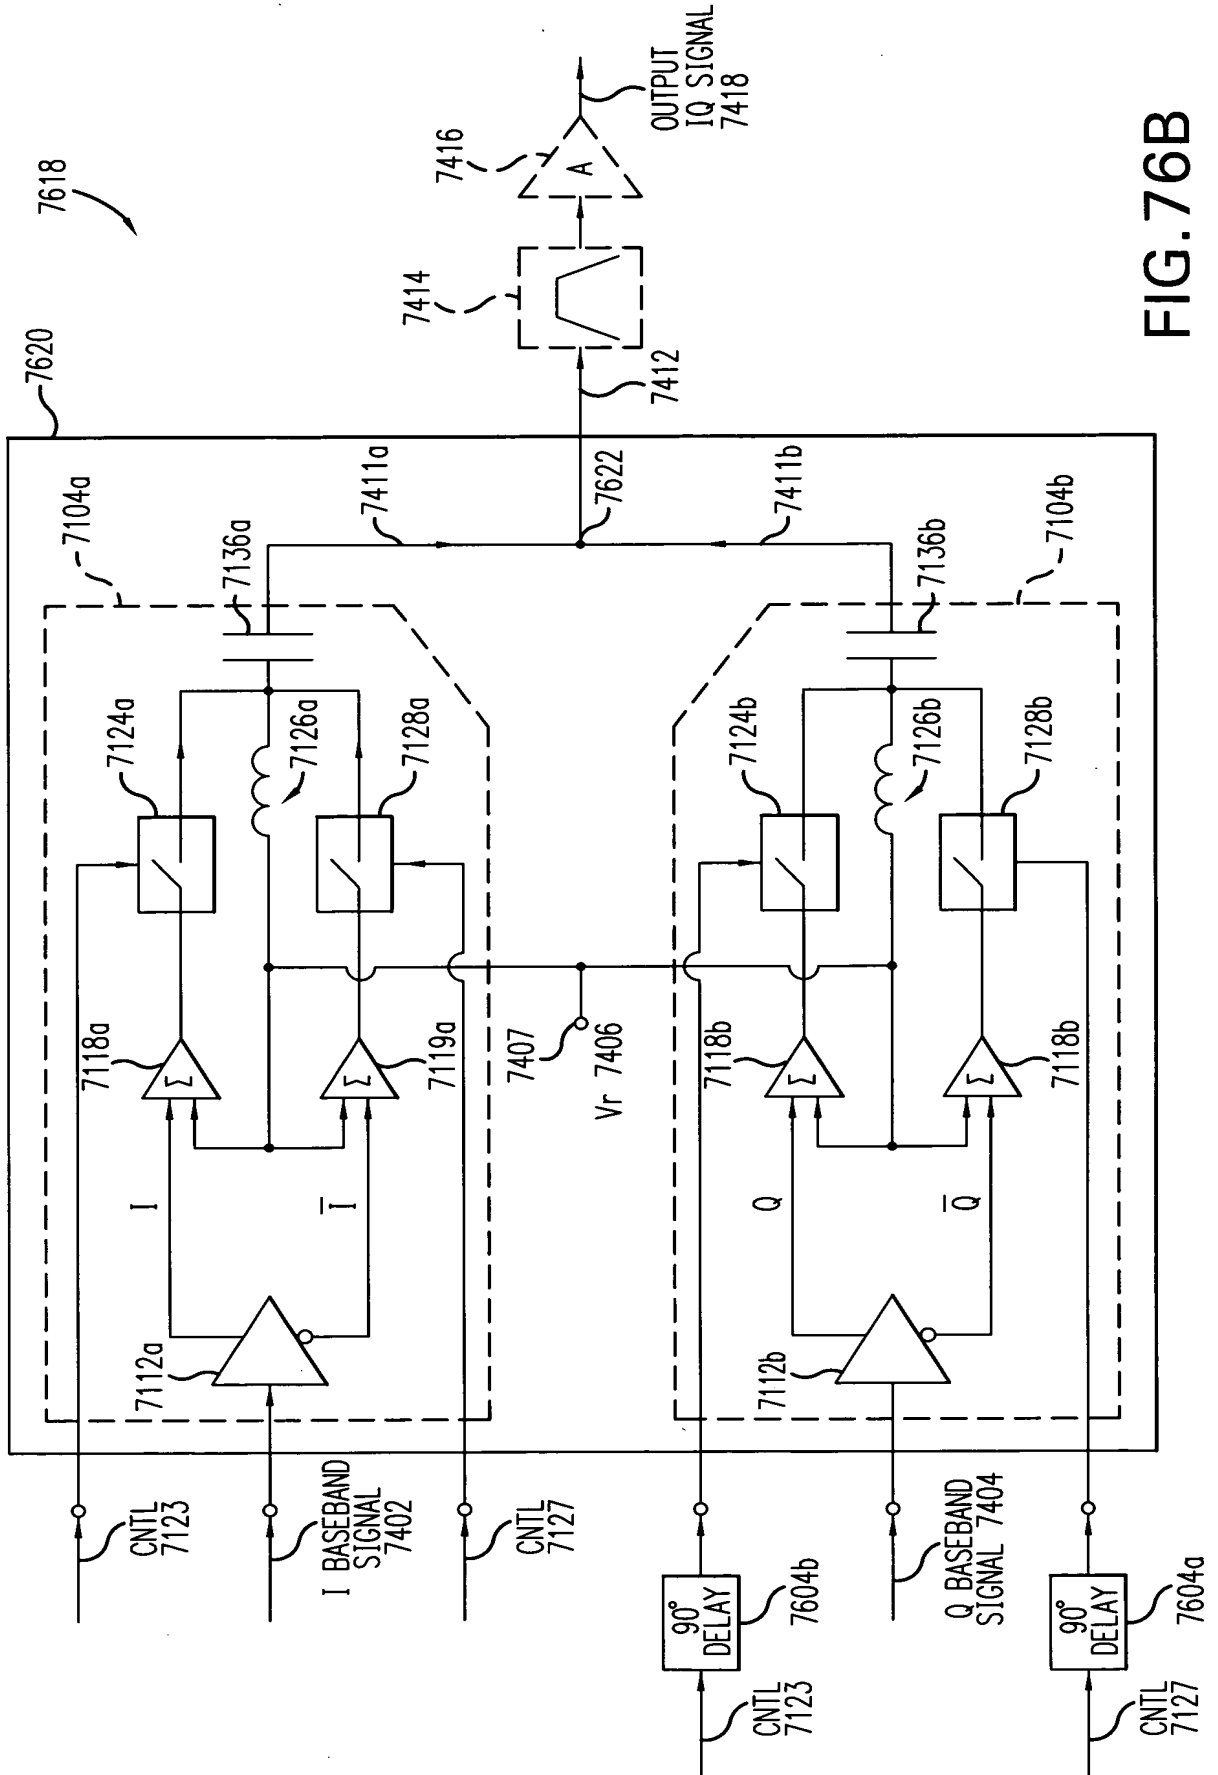 7618
7620
7104a
7136a
7411a
7414
7416
A
OUTPUT
IQ SIGNAL
7418
7412
7622
7411b
7136b
7104b
7124a
7126a
7128a
7124b
7126b
7128b
7118a
Σ
7119a
Σ
7407
Vr 7406
7118b
Σ
7118b
Σ
I
I̅
Q
Q̅
7112a
7112b
CNTL
7123
I BASEBAND
SIGNAL
7402
CNTL
7127
90°
DELAY
7604b
CNTL
7123
Q BASEBAND
SIGNAL 7404
90°
DELAY
7604a
CNTL
7127
FIG. 76B